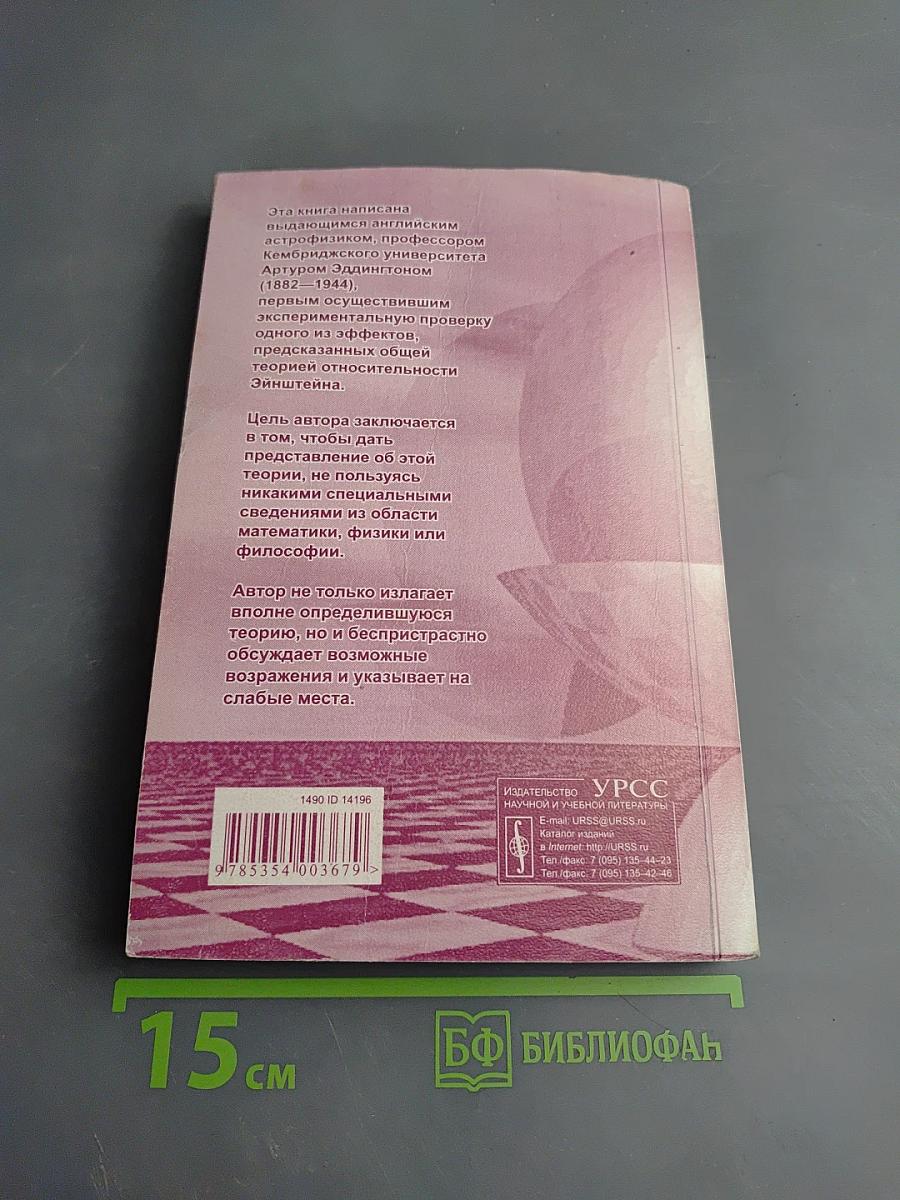 Эта книга написана
выдающимся английским
астрофизиком, профессором
Кембриджского университета
Артуром Эддингтоном
(1882—1944),
первым осуществившим
экспериментальную проверку
одного из эффектов,
предсказанных общей
теорией относительности
Эйнштейна.
Цель автора заключается
в том, чтобы дать
представление об этой
теории, не пользуясь
никакими специальными
сведениями из области
математики, физики или
философии.
Автор не только излагает
вполне определившуюся
теорию, но и беспристрастно
обсуждает возможные
возражения и указывает на
слабые места.
1490 ID 14196
9 785354 003679 >
Издательство УРСС
научной и учебной литературы
E-mail: URSS@URSS.ru
Каталог изданий
в Internet: http://URSS.ru
Тел./факс: 7 (095) 135–44–23
Тел./факс: 7 (095) 135–42–46
15 см
БФ БИБЛИОФАН